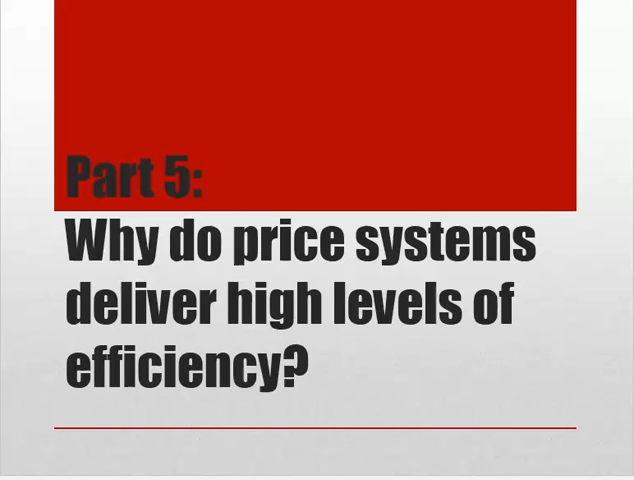 Part 5:
Why do price systems
deliver high levels of
efficiency?